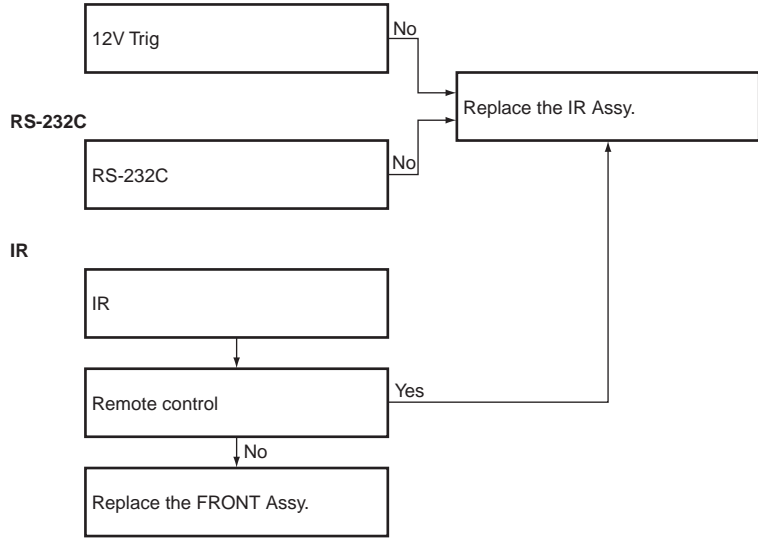 12V Trig
No
Replace the IR Assy.
RS-232C
RS-232C
No
IR
IR
Remote control
Yes
No
Replace the FRONT Assy.